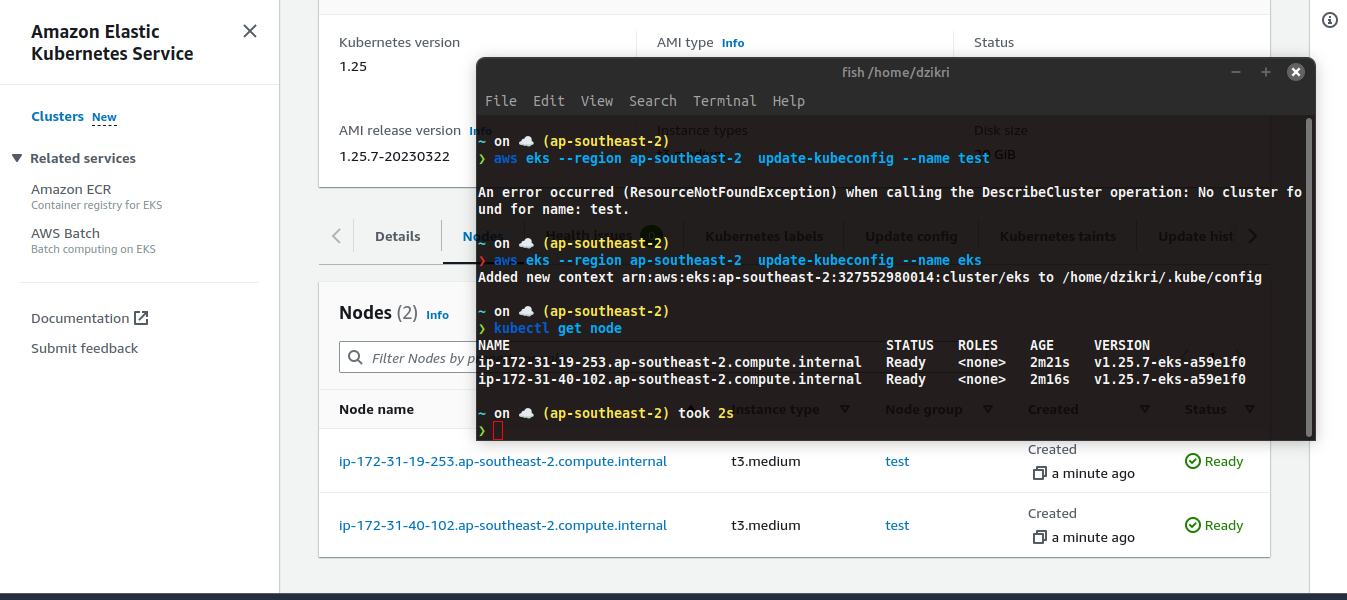 Amazon Elastic
Kubernetes Service
Clusters New
Related services
Amazon ECR
Container registry for EKS
AWS Batch
Batch computing on EKS
Documentation
Submit feedback
Kubernetes version
1.25
AMI type Info
Status
AMI release version Info
1.25.7-20230322
Instance types
Disk size
GiB
Details
Nodes
Health issues 0
Kubernetes labels
Update config
Kubernetes taints
Update hist
Nodes (2) Info
Filter Nodes by p
fish /home/dzikri
File Edit View Search Terminal Help
~ on ☁️ (ap-southeast-2)
❯ aws eks --region ap-southeast-2  update-kubeconfig --name test
An error occurred (ResourceNotFoundException) when calling the DescribeCluster operation: No cluster fo
und for name: test.
~ on ☁️ (ap-southeast-2)
❯ aws eks --region ap-southeast-2  update-kubeconfig --name eks
Added new context arn:aws:eks:ap-southeast-2:327552980014:cluster/eks to /home/dzikri/.kube/config
~ on ☁️ (ap-southeast-2)
❯ kubectl get node
NAME STATUS ROLES AGE VERSION
ip-172-31-19-253.ap-southeast-2.compute.internal Ready <none> 2m21s v1.25.7-eks-a59e1f0
ip-172-31-40-102.ap-southeast-2.compute.internal Ready <none> 2m16s v1.25.7-eks-a59e1f0
~ on ☁️ (ap-southeast-2) took 2s
❯
Node name Instance type Node group Created Status
ip-172-31-19-253.ap-southeast-2.compute.internal t3.medium test Created Ready
a minute ago
ip-172-31-40-102.ap-southeast-2.compute.internal t3.medium test Created Ready
a minute ago